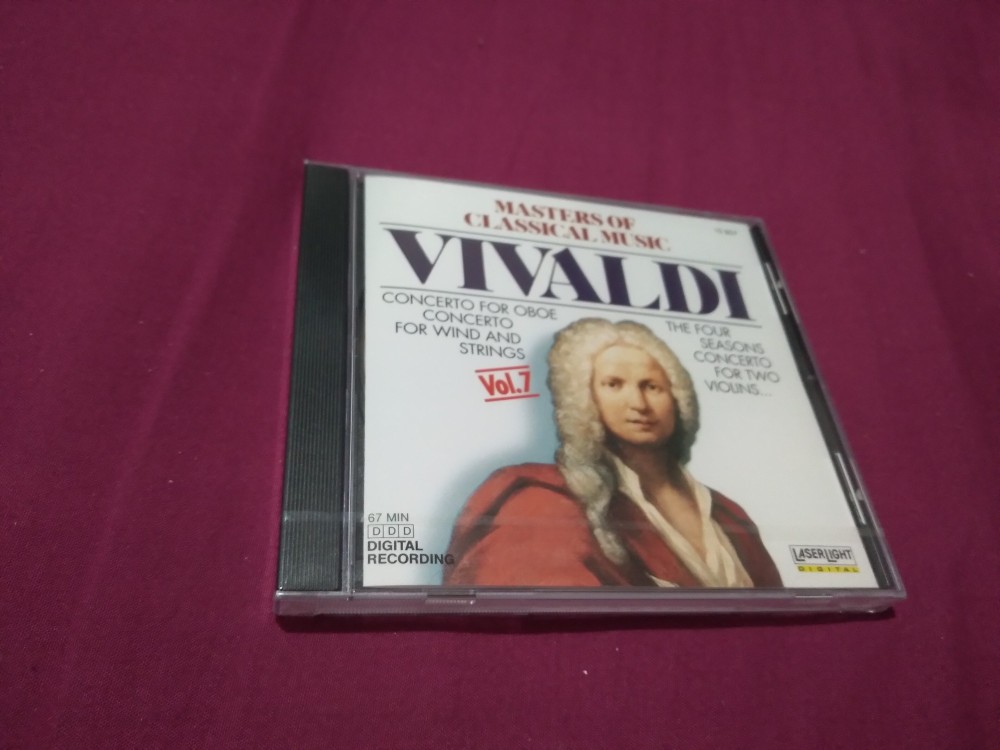 MASTERS OF
CLASSICAL MUSIC
VIVALDI
CONCERTO FOR OBOE
CONCERTO
FOR WIND AND
STRINGS
THE FOUR
SEASONS
CONCERTO
FOR TWO
VIOLINS...
Vol.7
67 MIN
DDD
DIGITAL
RECORDING
LASERLIGHT
DIGITAL